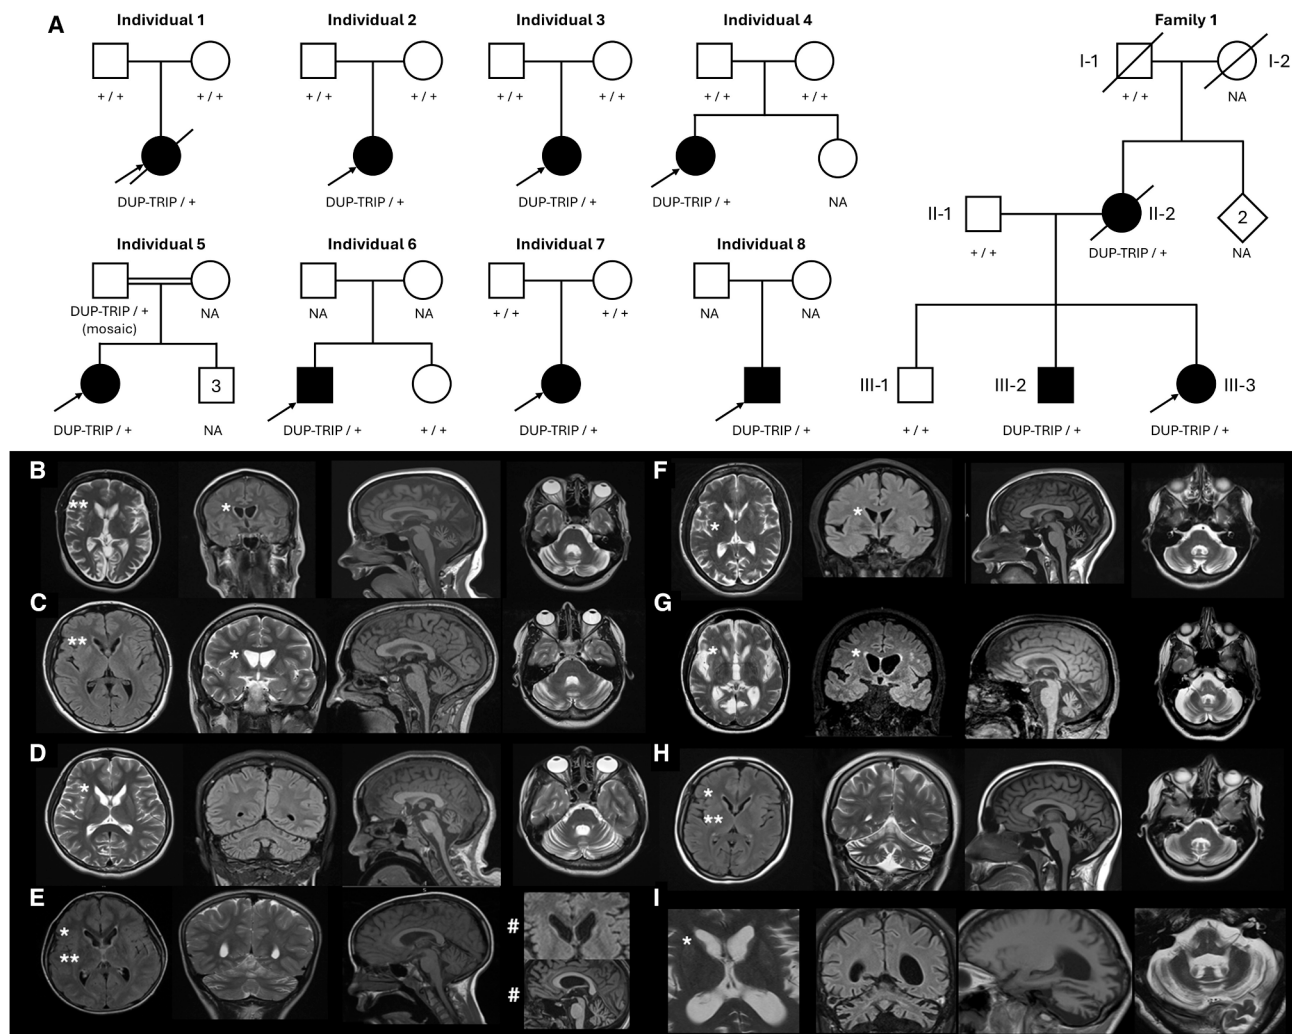 A
Individual 1
Individual 2
Individual 3
Individual 4
Family 1
I-1
I-2
+ / +
+ / +
+ / +
+ / +
+ / +
+ / +
+ / +
+ / +
+ / +
NA
DUP-TRIP / +
DUP-TRIP / +
DUP-TRIP / +
DUP-TRIP / +
NA
II-1
II-2
2
+ / +
DUP-TRIP / +
NA
Individual 5
Individual 6
Individual 7
Individual 8
DUP-TRIP / +
(mosaic)
NA
NA
NA
+ / +
+ / +
NA
NA
3
III-1
III-2
III-3
DUP-TRIP / +
NA
DUP-TRIP / +
+ / +
DUP-TRIP / +
DUP-TRIP / +
+ / +
DUP-TRIP / +
DUP-TRIP / +
B
**
*
F
*
*
C
**
*
G
*
*
D
*
H
*
**
E
*
**
#
#
I
*